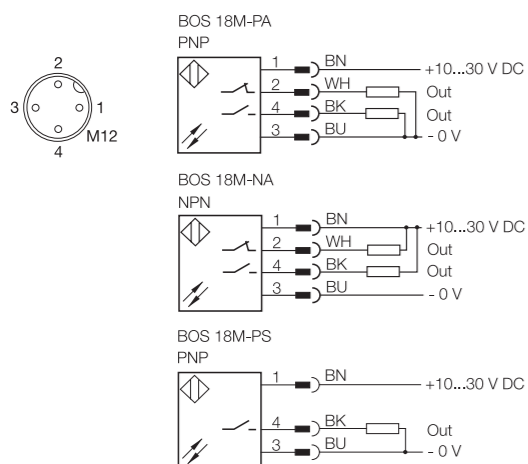 BOS 18M-PA
PNP
1 BN +10...30 V DC
2 WH Out
4 BK Out
3 BU - 0 V
2
3 1
M12
4
BOS 18M-NA
NPN
1 BN +10...30 V DC
2 WH Out
4 BK Out
3 BU - 0 V
BOS 18M-PS
PNP
1 BN +10...30 V DC
4 BK Out
3 BU - 0 V